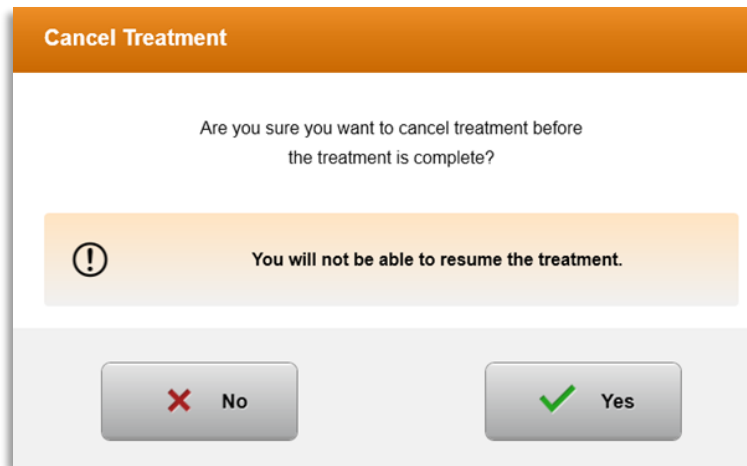 Cancel Treatment
Are you sure you want to cancel treatment before
the treatment is complete?
You will not be able to resume the treatment.
No
Yes